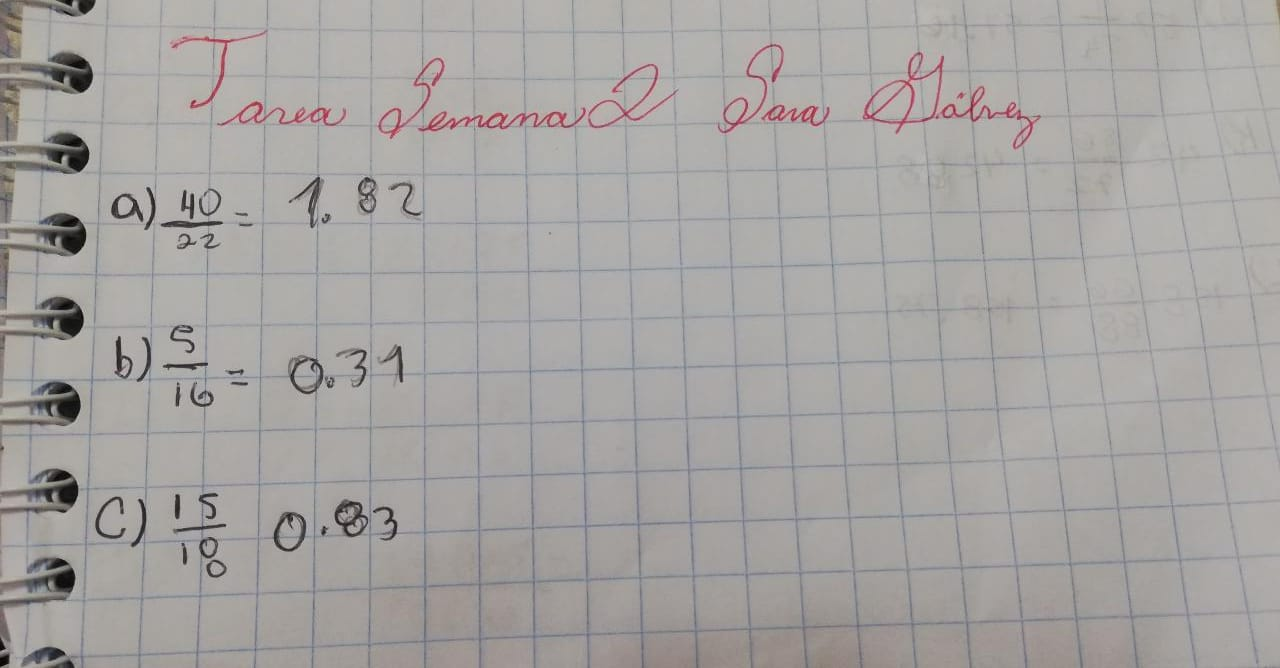 Tarea Semana 2 Sara Gálvez
a) 40/22 = 1.82
b) 5/16 = 0.31
c) 15/18 0.83